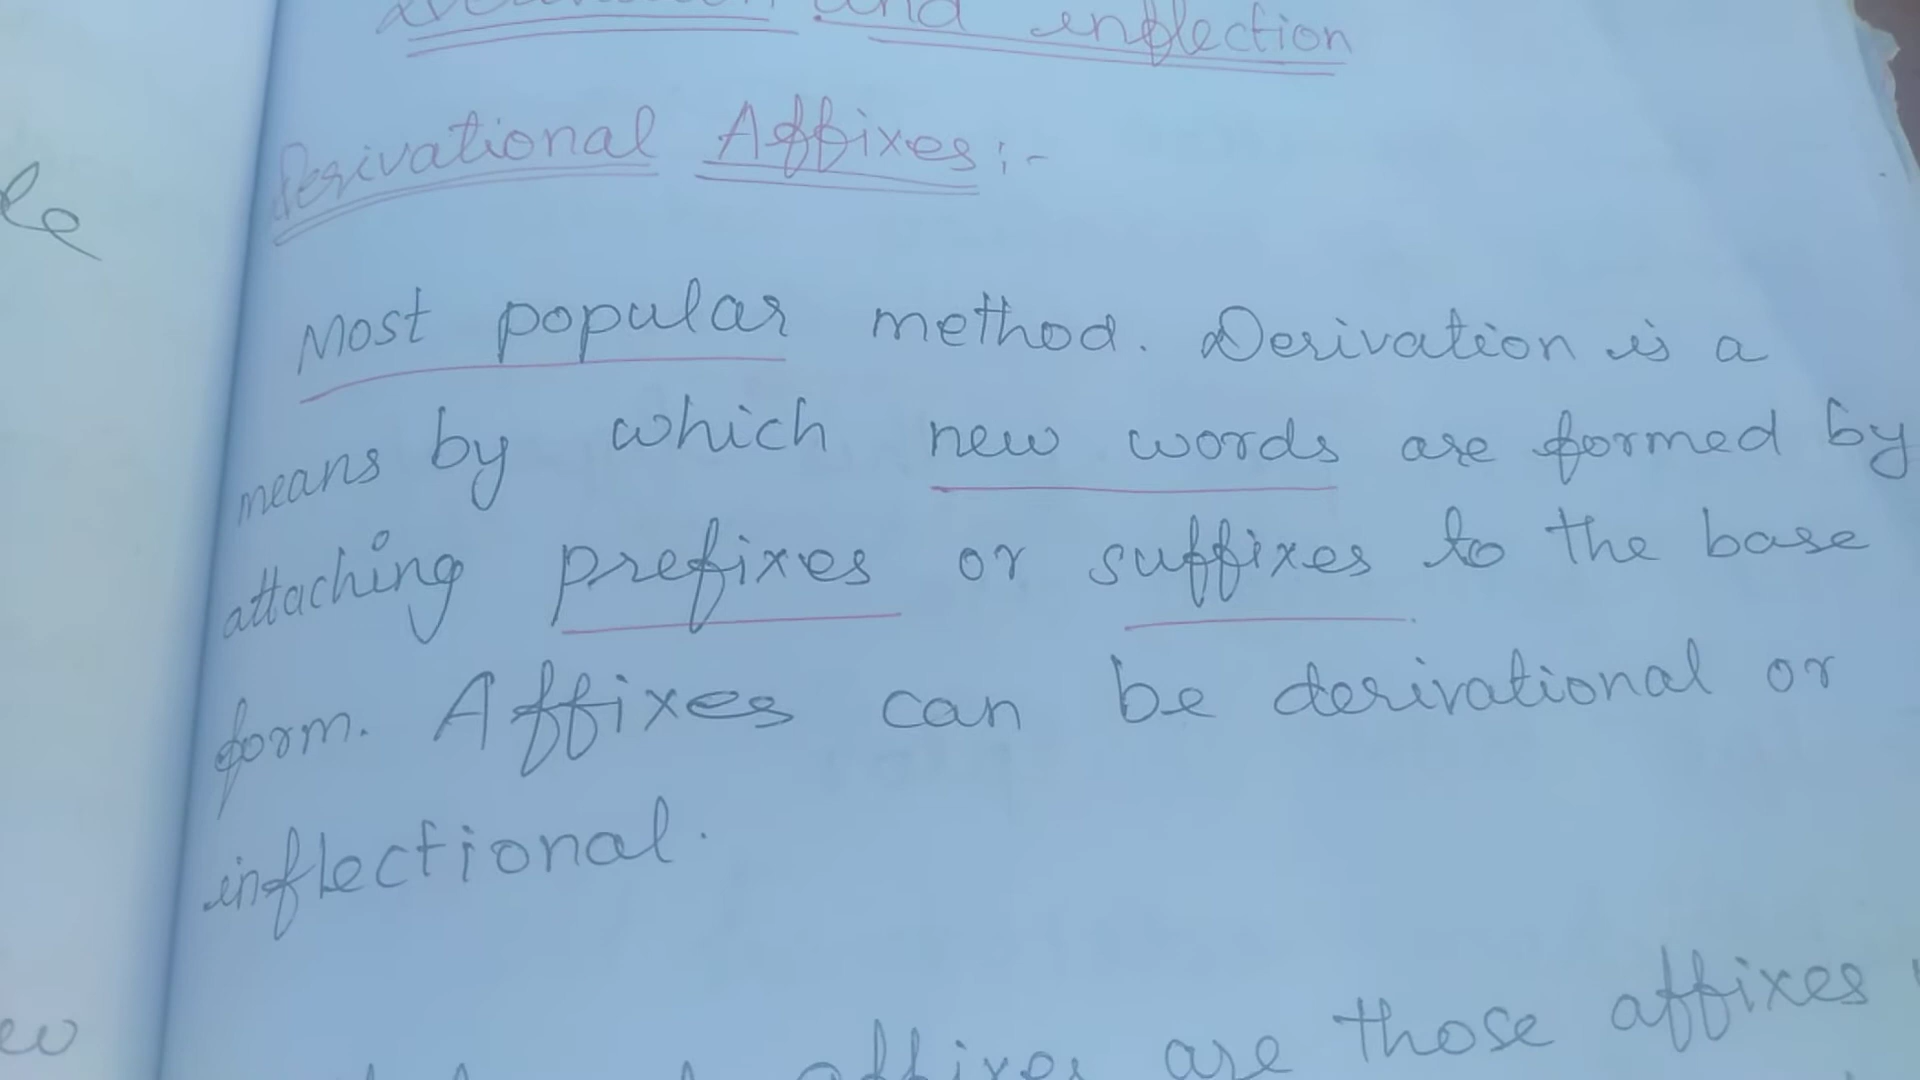 and inflection
Derivational Affixes:-
Most popular method. Derivation is a
means by which new words are formed by
attaching prefixes or suffixes to the base
form. Affixes can be derivational or
inflectional.
affixes are those affixes